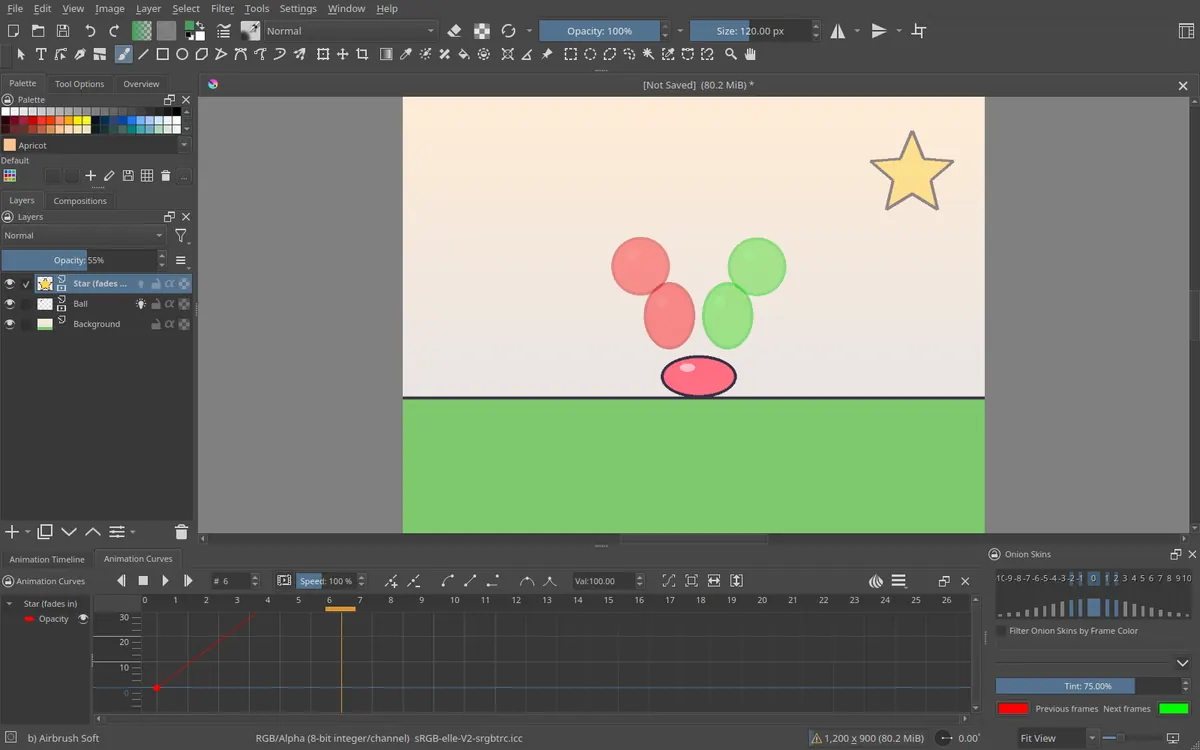 File Edit View Image Layer Select Filter Tools Settings Window Help
Normal Opacity: 100% Size: 120.00 px
Palette Tool Options Overview
[Not Saved] (80.2 MiB) *
Palette
Apricot
Default
...
Layers Compositions
Layers
Normal
Opacity: 55%
Star (fades ...
Ball
Background
Animation Timeline Animation Curves
Animation Curves # 6 Speed: 100 % Val:100.00
Star (fades in)
Opacity
0 1 2 3 4 5 6 7 8 9 10 11 12 13 14 15 16 17 18 19 20 21 22 23 24 25 26
30
20
10
0
Onion Skins
1C-9-8-7-6-5-4-3-2-1 0 1 2 3 4 5 6 7 8 9 10
Filter Onion Skins by Frame Color
Tint: 75.00%
Previous frames Next frames
b) Airbrush Soft RGB/Alpha (8-bit integer/channel) sRGB-elle-V2-srgbtrc.icc 1,200 x 900 (80.2 MiB) 0.00° Fit View